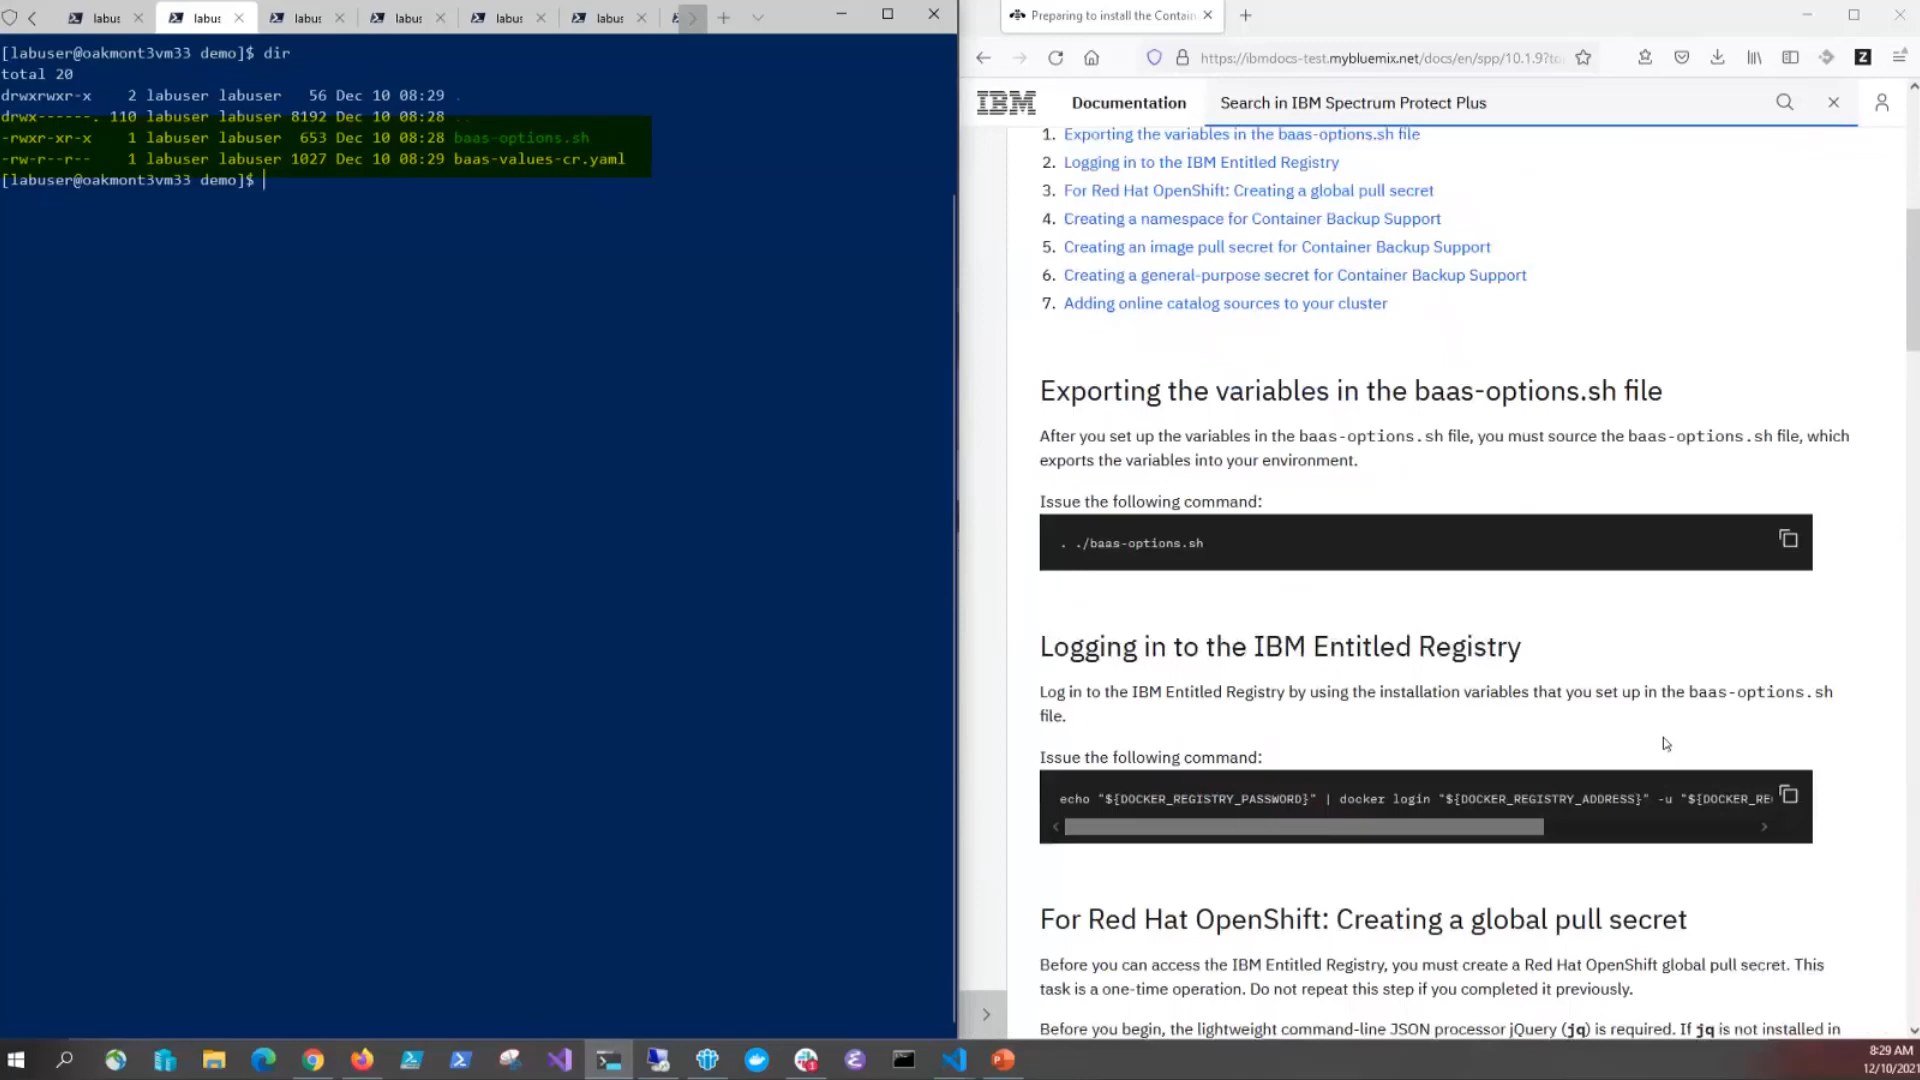 labus
labus
labus
labus
labus
labus
[labuser@oakmont3vm33 demo]$ dir
total 20
drwxrwxr-x    2 labuser labuser   56 Dec 10 08:29 .
drwx------. 110 labuser labuser 8192 Dec 10 08:28 ..
-rwxr-xr-x    1 labuser labuser  653 Dec 10 08:28 baas-options.sh
-rw-r--r--    1 labuser labuser 1027 Dec 10 08:29 baas-values-cr.yaml
[labuser@oakmont3vm33 demo]$
Preparing to install the Contain
https://ibmdocs-test.mybluemix.net/docs/en/spp/10.1.9?to
Z
IBM Documentation Search in IBM Spectrum Protect Plus
1. Exporting the variables in the baas-options.sh file
2. Logging in to the IBM Entitled Registry
3. For Red Hat OpenShift: Creating a global pull secret
4. Creating a namespace for Container Backup Support
5. Creating an image pull secret for Container Backup Support
6. Creating a general-purpose secret for Container Backup Support
7. Adding online catalog sources to your cluster
Exporting the variables in the baas-options.sh file
After you set up the variables in the baas-options.sh file, you must source the baas-options.sh file, which
exports the variables into your environment.
Issue the following command:
. ./baas-options.sh
Logging in to the IBM Entitled Registry
Log in to the IBM Entitled Registry by using the installation variables that you set up in the baas-options.sh
file.
Issue the following command:
echo "${DOCKER_REGISTRY_PASSWORD}" | docker login "${DOCKER_REGISTRY_ADDRESS}" -u "${DOCKER_RE
For Red Hat OpenShift: Creating a global pull secret
Before you can access the IBM Entitled Registry, you must create a Red Hat OpenShift global pull secret. This
task is a one-time operation. Do not repeat this step if you completed it previously.
Before you begin, the lightweight command-line JSON processor jQuery (jq) is required. If jq is not installed in
8:29 AM
12/10/2021